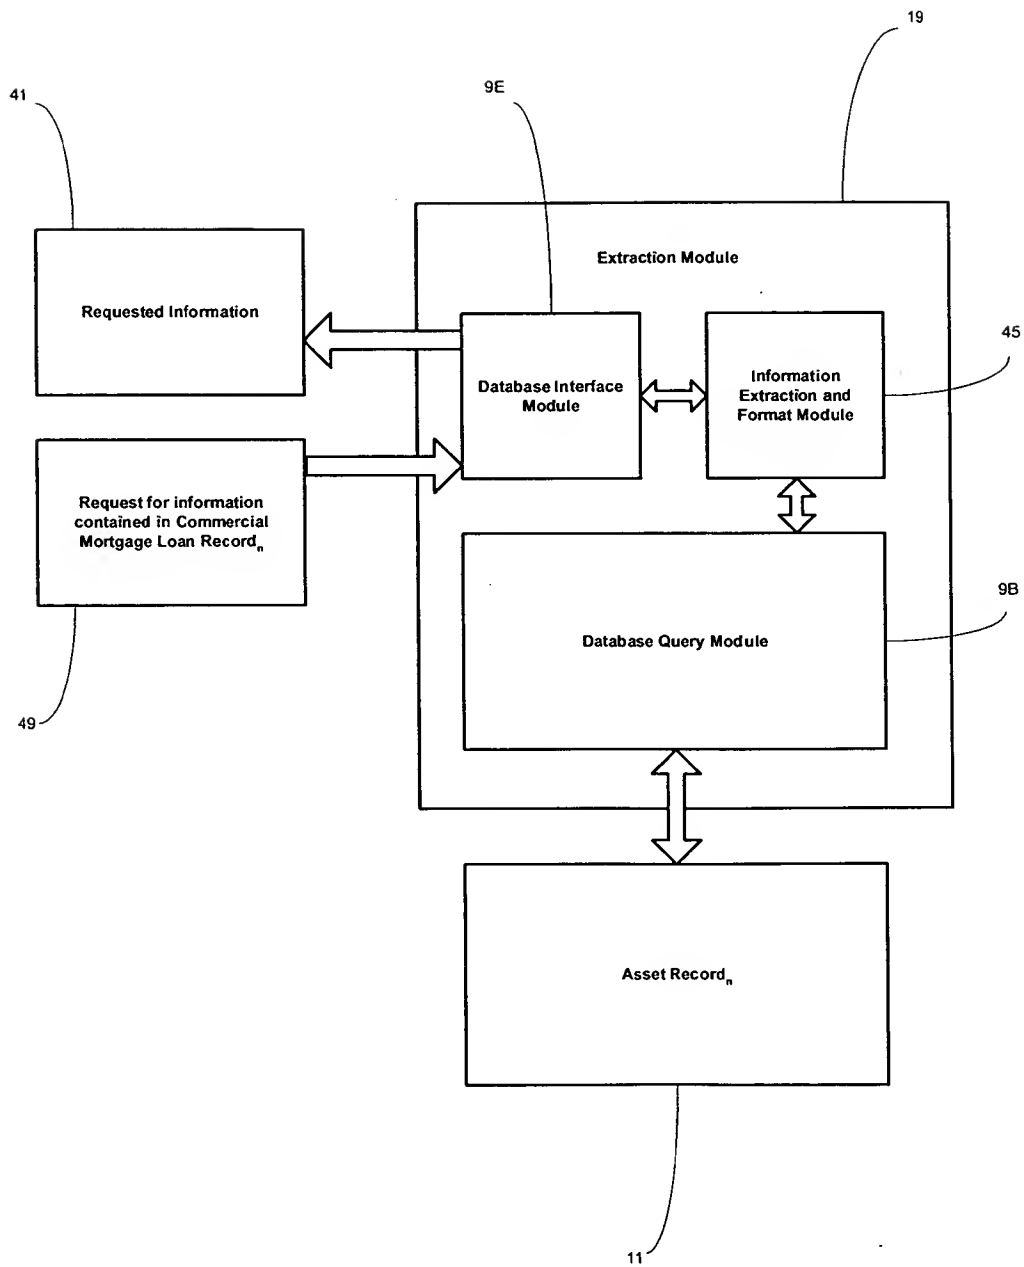 19
41
9E
Extraction Module
Requested Information
45
Database Interface
Module
Information
Extraction and
Format Module
Request for information
contained in Commercial
Mortgage Loan Recordn
9B
Database Query Module
49
Asset Recordn
11